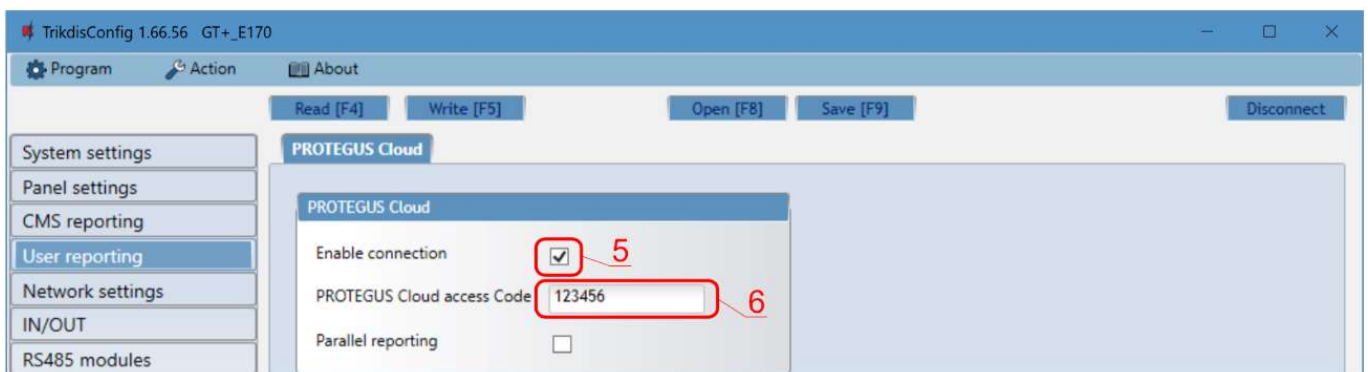 TrikdisConfig 1.66.56 GT+_E170
Program Action About
Read [F4] Write [F5] Open [F8] Save [F9] Disconnect
System settings
Panel settings
CMS reporting
User reporting
Network settings
IN/OUT
RS485 modules
PROTEGUS Cloud
PROTEGUS Cloud
Enable connection 5
PROTEGUS Cloud access Code 123456 6
Parallel reporting